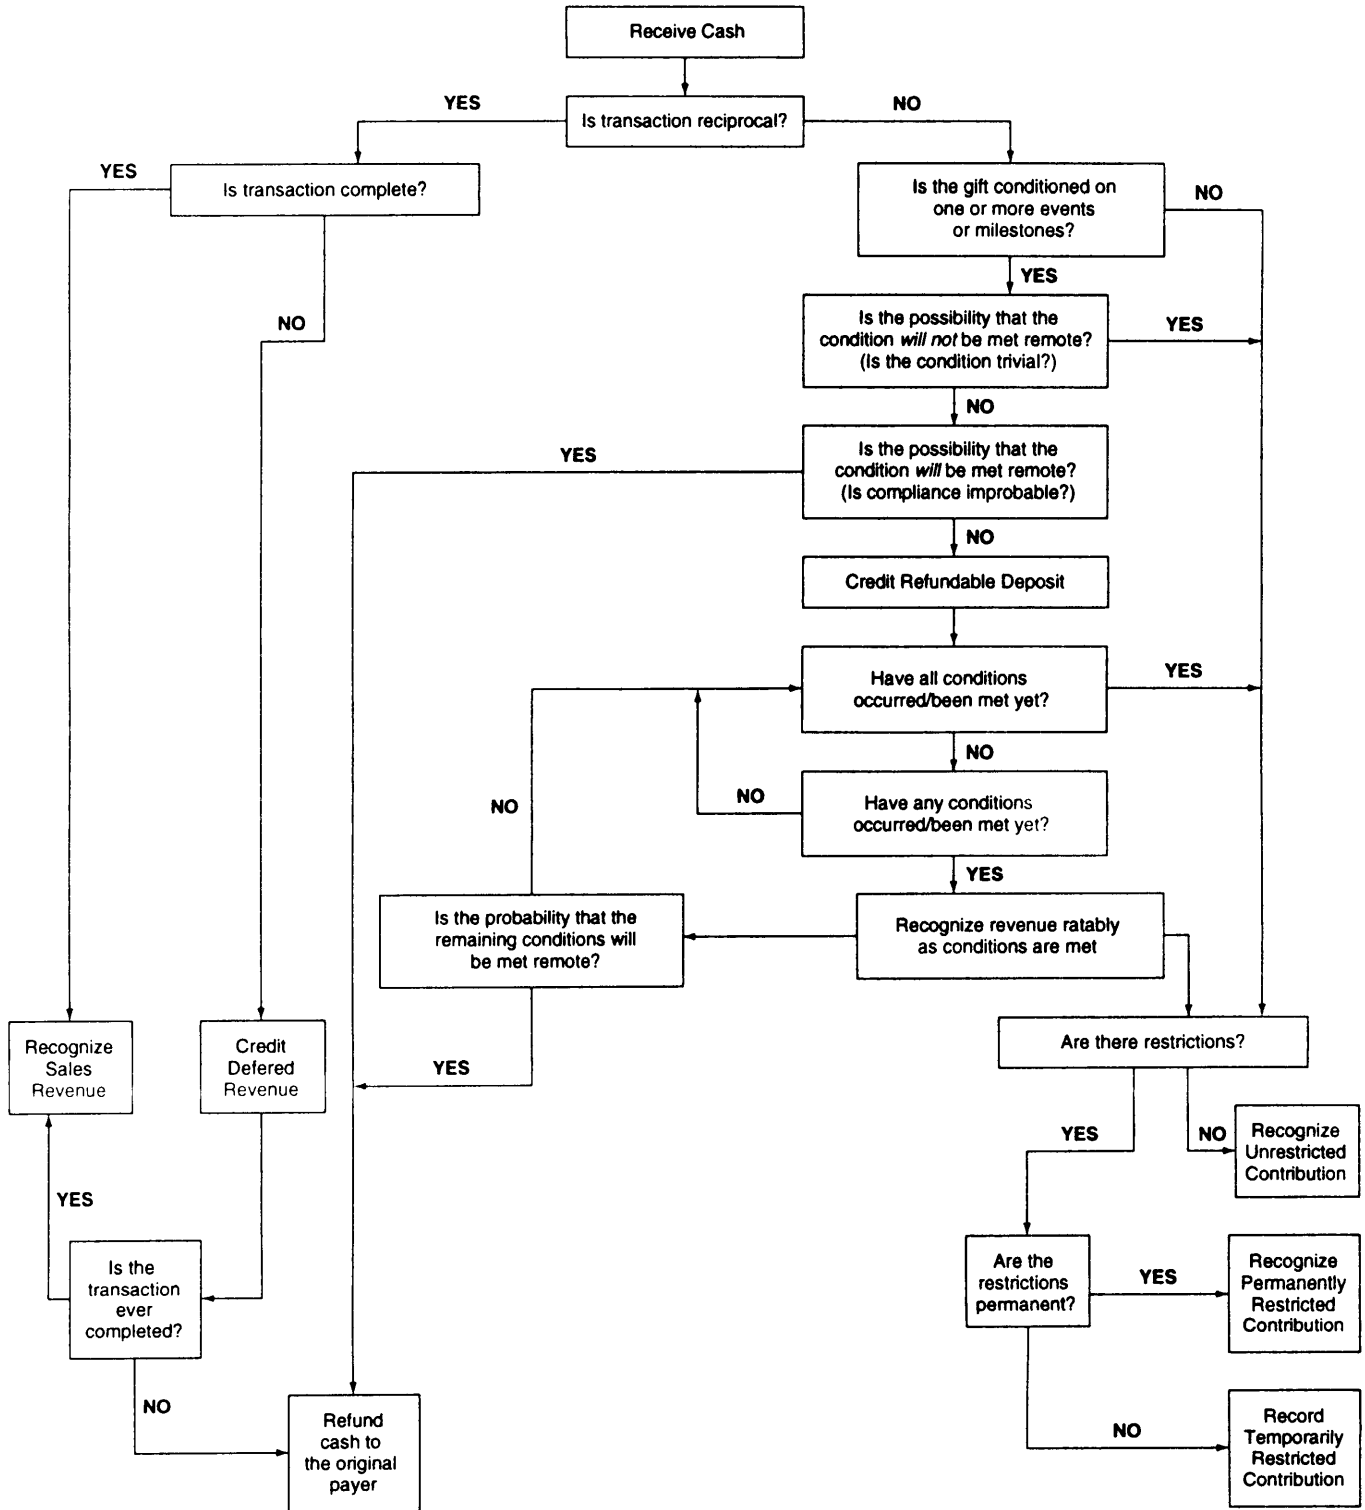 Receive Cash
YES
Is transaction reciprocal?
NO
YES
Is transaction complete?
Is the gift conditioned on
one or more events
or milestones?
NO
YES
NO
Is the possibility that the
condition will not be met remote?
(Is the condition trivial?)
YES
NO
YES
Is the possibility that the
condition will be met remote?
(Is compliance improbable?)
NO
Credit Refundable Deposit
Have all conditions
occurred/been met yet?
YES
NO
NO
NO
Have any conditions
occurred/been met yet?
YES
Is the probability that the
remaining conditions will
be met remote?
Recognize revenue ratably
as conditions are met
Recognize
Sales
Revenue
Credit
Defered
Revenue
YES
Are there restrictions?
YES
NO
Recognize
Unrestricted
Contribution
YES
Is the
transaction
ever
completed?
Are the
restrictions
permanent?
YES
Recognize
Permanently
Restricted
Contribution
NO
Refund
cash to
the original
payer
NO
Record
Temporarily
Restricted
Contribution